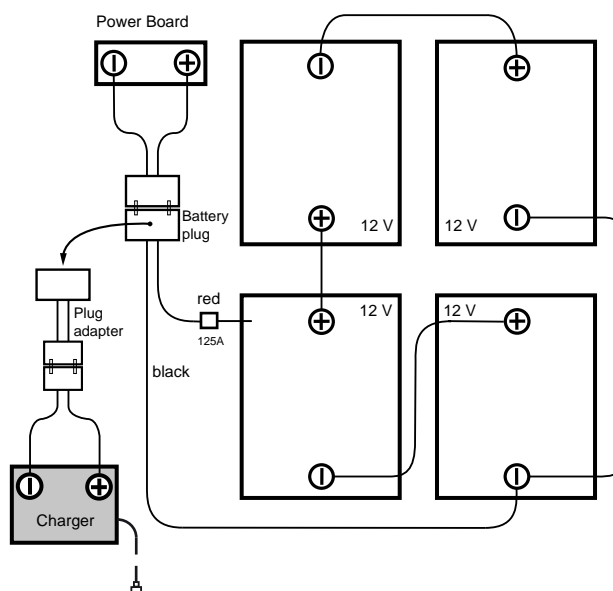 Power Board
12 V
12 V
Battery
plug
Plug
adapter
red
125A
12 V
12 V
black
Charger